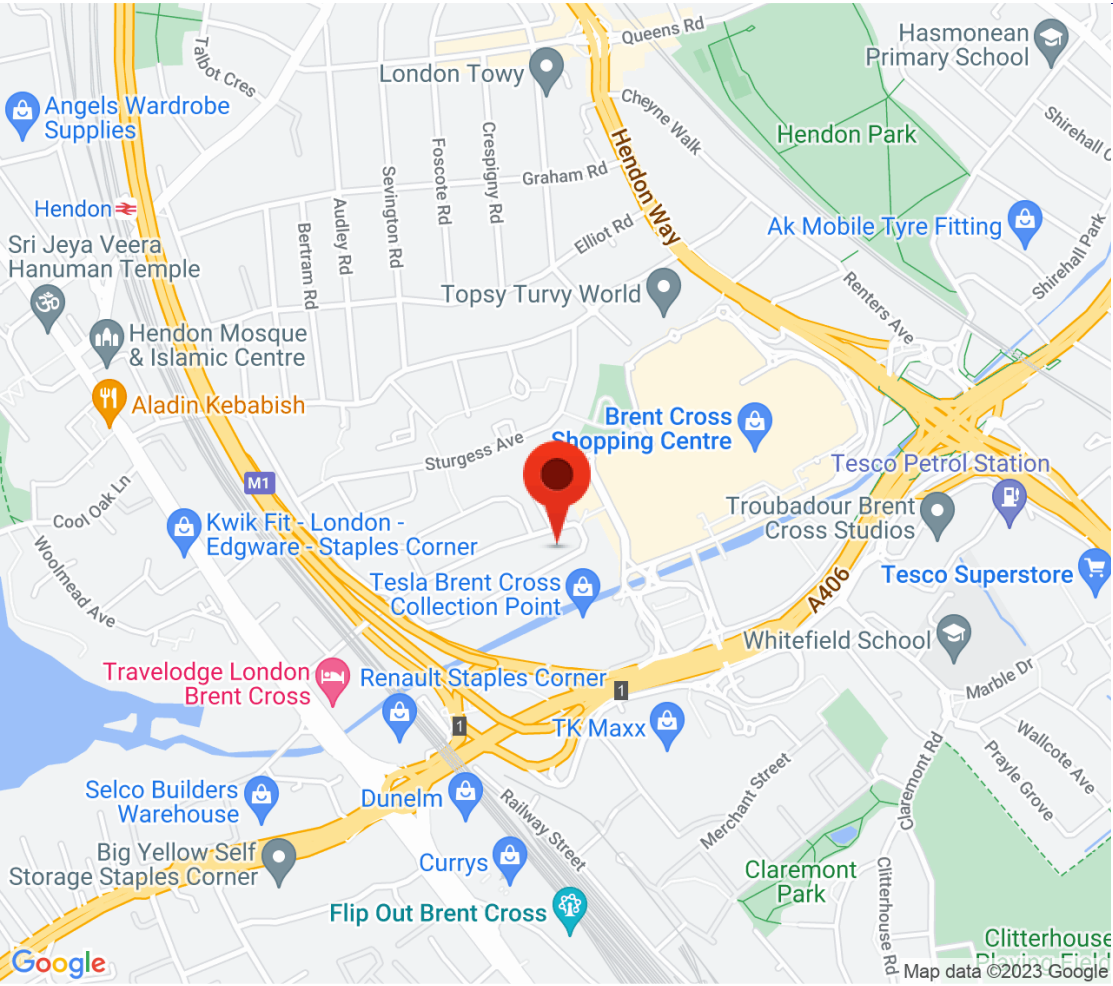 Queens Rd
Hasmonean
Primary School
Talbot Cres
London Towy
Angels Wardrobe
Supplies
Cheyne Walk
Hendon Park
Shirehall C
Foscote Rd
Crespigny Rd
Sevington Rd
Graham Rd
Hendon Way
Hendon
Audley Rd
Bertram Rd
Elliot Rd
Ak Mobile Tyre Fitting
Shirehall Park
Sri Jeya Veera
Hanuman Temple
Topsy Turvy World
Renters Ave
Hendon Mosque
& Islamic Centre
Aladin Kebabish
Brent Cross
Shopping Centre
Sturgess Ave
Tesco Petrol Station
M1
Cool Oak Ln
Troubadour Brent
Cross Studios
Kwik Fit - London -
Edgware - Staples Corner
Woolmead Ave
Tesla Brent Cross
Collection Point
A406
Tesco Superstore
Whitefield School
Travelodge London
Brent Cross
Renault Staples Corner
1
Marble Dr
1
TK Maxx
Wallcote Ave
Prayle Grove
Claremont Rd
Selco Builders
Warehouse
Dunelm
Railway Street
Merchant Street
Big Yellow Self
Storage Staples Corner
Currys
Claremont
Park
Clitterhouse Rd
Flip Out Brent Cross
Clitterhouse
Playing Field
Google
Map data ©2023 Google